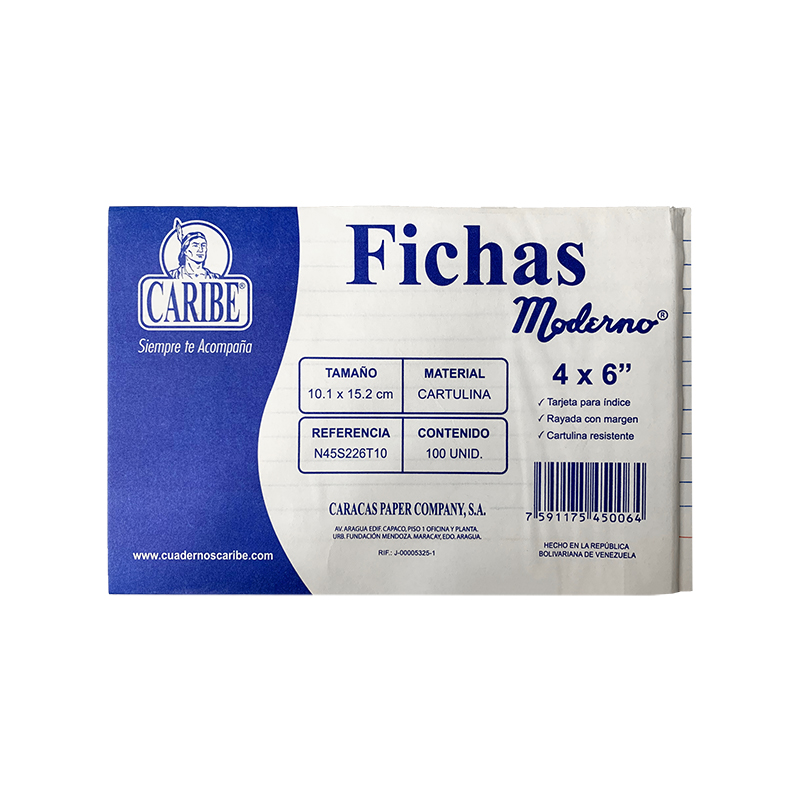 CARIBE®
Siempre te Acompaña
www.cuadernoscaribe.com
Fichas
Moderno®
TAMAÑO
10.1 x 15.2 cm
MATERIAL
CARTULINA
REFERENCIA
N45S226T10
CONTENIDO
100 UNID.
4 x 6”
✓ Tarjeta para índice
✓ Rayada con margen
✓ Cartulina resistente
CARACAS PAPER COMPANY, S.A.
AV. ARAGUA EDIF. CAPACO, PISO 1 OFICINA Y PLANTA.
URB. FUNDACIÓN MENDOZA. MARACAY, EDO. ARAGUA.
RIF.: J-00005325-1
7 591175 450064
HECHO EN LA REPÚBLICA
BOLIVARIANA DE VENEZUELA